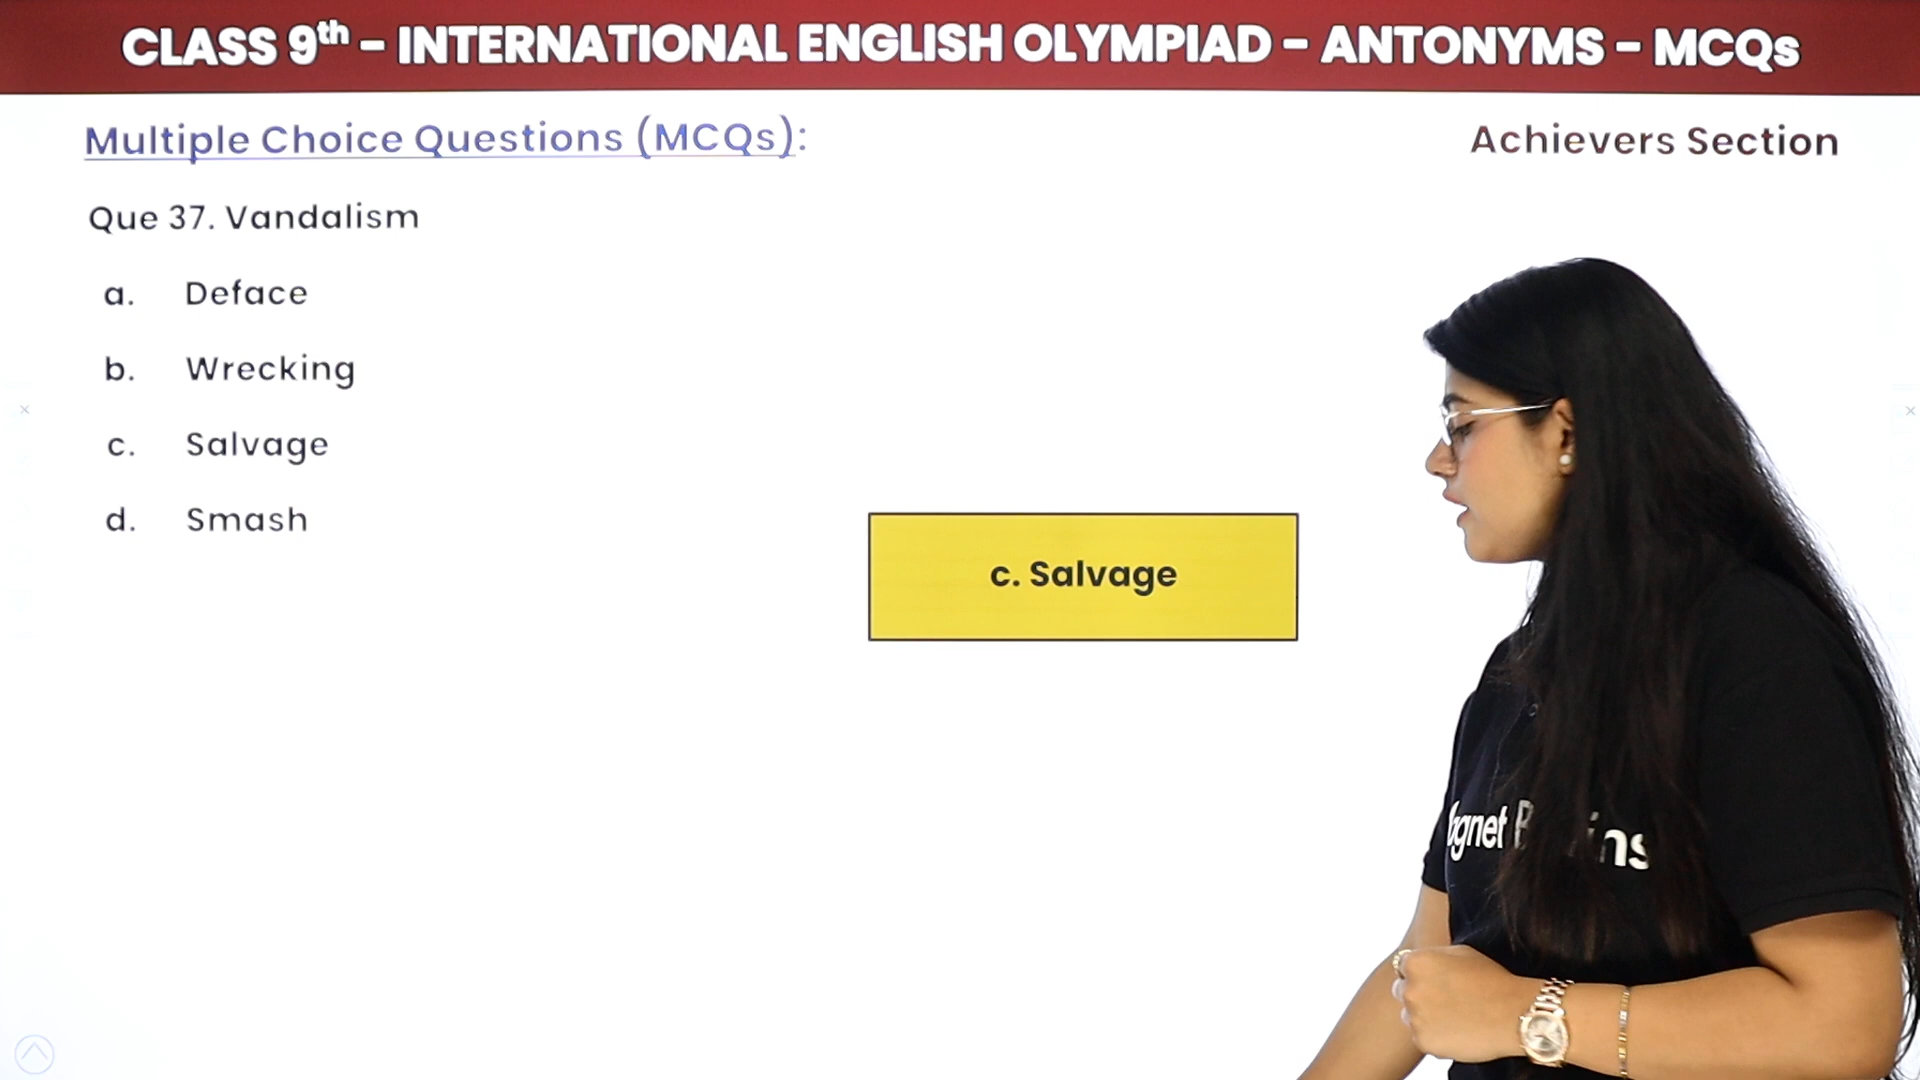 CLASS 9th – INTERNATIONAL ENGLISH OLYMPIAD – ANTONYMS – MCQs
Multiple Choice Questions (MCQs):
Achievers Section
Que 37. Vandalism
a. Deface
b. Wrecking
c. Salvage
d. Smash
c. Salvage